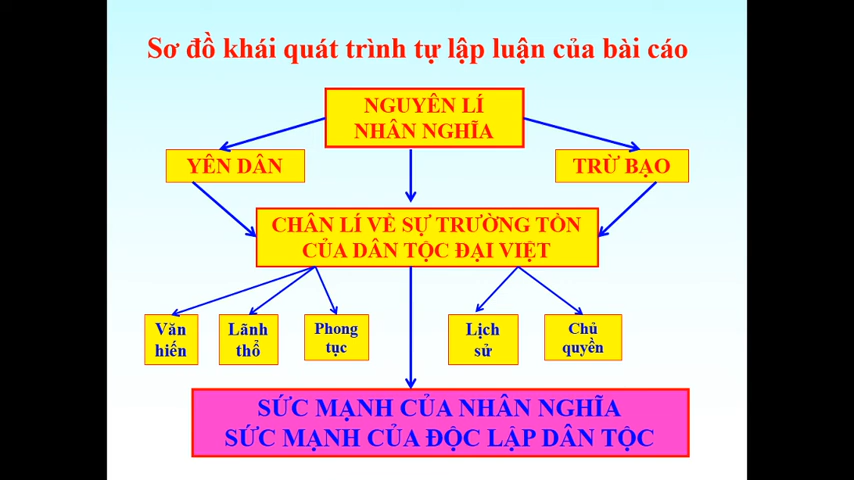 Sơ đồ khái quát trình tự lập luận của bài cáo
NGUYÊN LÍ
NHÂN NGHĨA
YÊN DÂN
TRỪ BẠO
CHÂN LÍ VỀ SỰ TRƯỜNG TỒN
CỦA DÂN TỘC ĐẠI VIỆT
Văn
hiến
Lãnh
thổ
Phong
tục
Lịch
sử
Chủ
quyền
SỨC MẠNH CỦA NHÂN NGHĨA
SỨC MẠNH CỦA ĐỘC LẬP DÂN TỘC